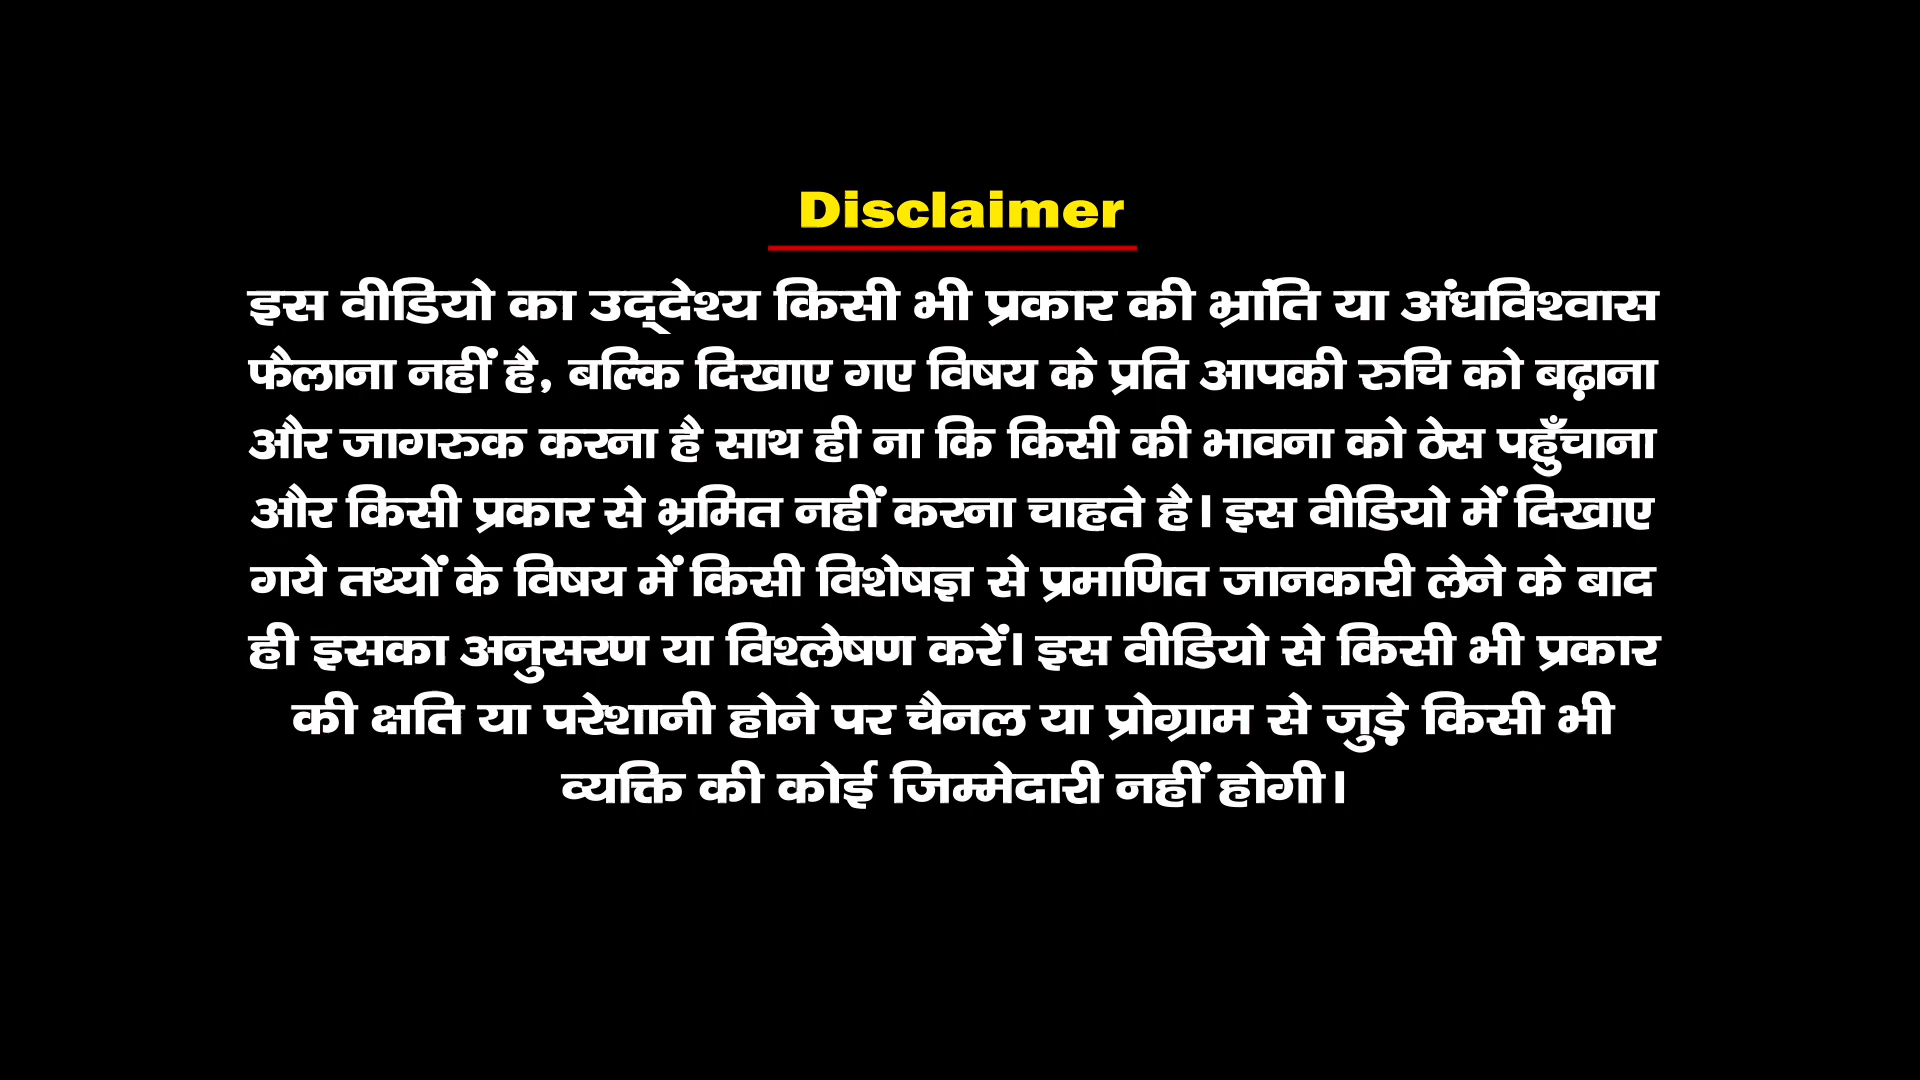 Disclaimer
इस वीडियो का उद्देश्य किसी भी प्रकार की भ्रांति या अंधविश्वास
फैलाना नहीं है, बल्कि दिखाए गए विषय के प्रति आपकी रुचि को बढ़ाना
और जागरुक करना है साथ ही ना कि किसी की भावना को ठेस पहुँचाना
और किसी प्रकार से भ्रमित नहीं करना चाहते है। इस वीडियो में दिखाए
गये तथ्यों के विषय में किसी विशेषज्ञ से प्रमाणित जानकारी लेने के बाद
ही इसका अनुसरण या विश्लेषण करें। इस वीडियो से किसी भी प्रकार
की क्षति या परेशानी होने पर चैनल या प्रोग्राम से जुड़े किसी भी
व्यक्ति की कोई जिम्मेदारी नहीं होगी।